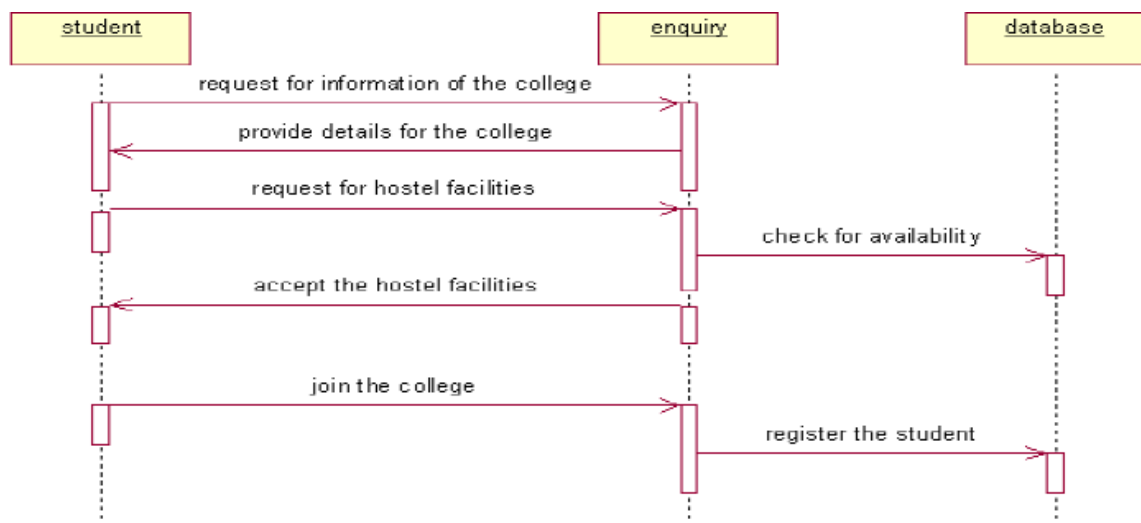 student
enquiry
database
request for information of the college
provide details for the college
request for hostel facilities
check for availability
accept the hostel facilities
join the college
register the student